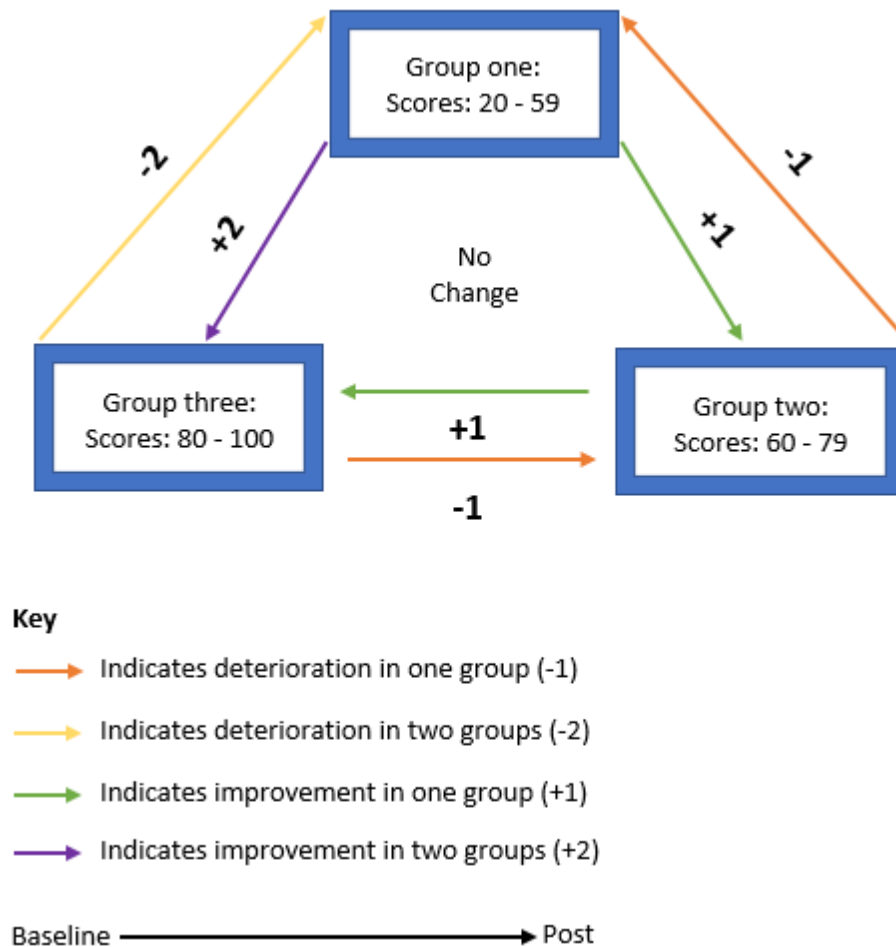 Group one:
Scores: 20 - 59
-2
+2
-1
+1
No
Change
Group three:
Scores: 80 - 100
+1
-1
Group two:
Scores: 60 - 79
Key
Indicates deterioration in one group (-1)
Indicates deterioration in two groups (-2)
Indicates improvement in one group (+1)
Indicates improvement in two groups (+2)
Baseline
Post